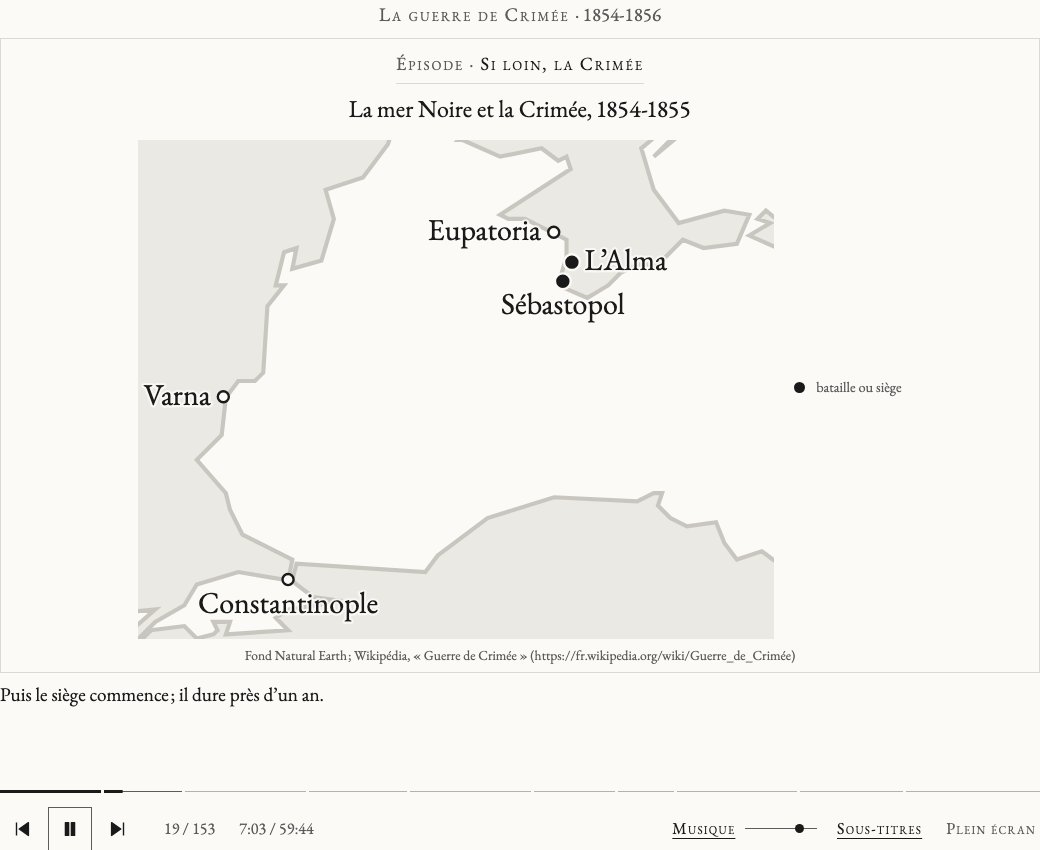 La guerre de Crimée · 1854-1856
Épisode · Si loin, la Crimée
La mer Noire et la Crimée, 1854-1855
Eupatoria
L’Alma
Sébastopol
bataille ou siège
Varna
Constantinople
Fond Natural Earth ; Wikipédia, « Guerre de Crimée » (https://fr.wikipedia.org/wiki/Guerre_de_Crimée)
Puis le siège commence ; il dure près d’un an.
19 / 153 7:03 / 59:44 Musique Sous-titres Plein écran